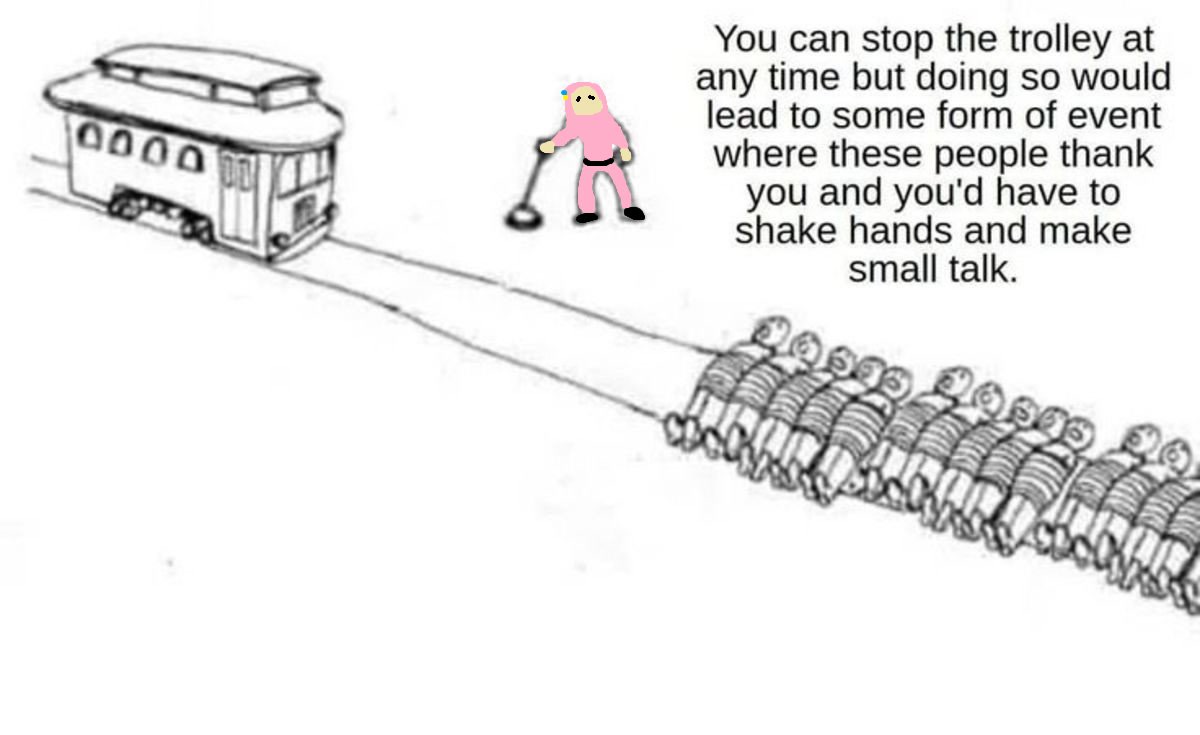 You can stop the trolley at
any time but doing so would
lead to some form of event
where these people thank
you and you'd have to
shake hands and make
small talk.